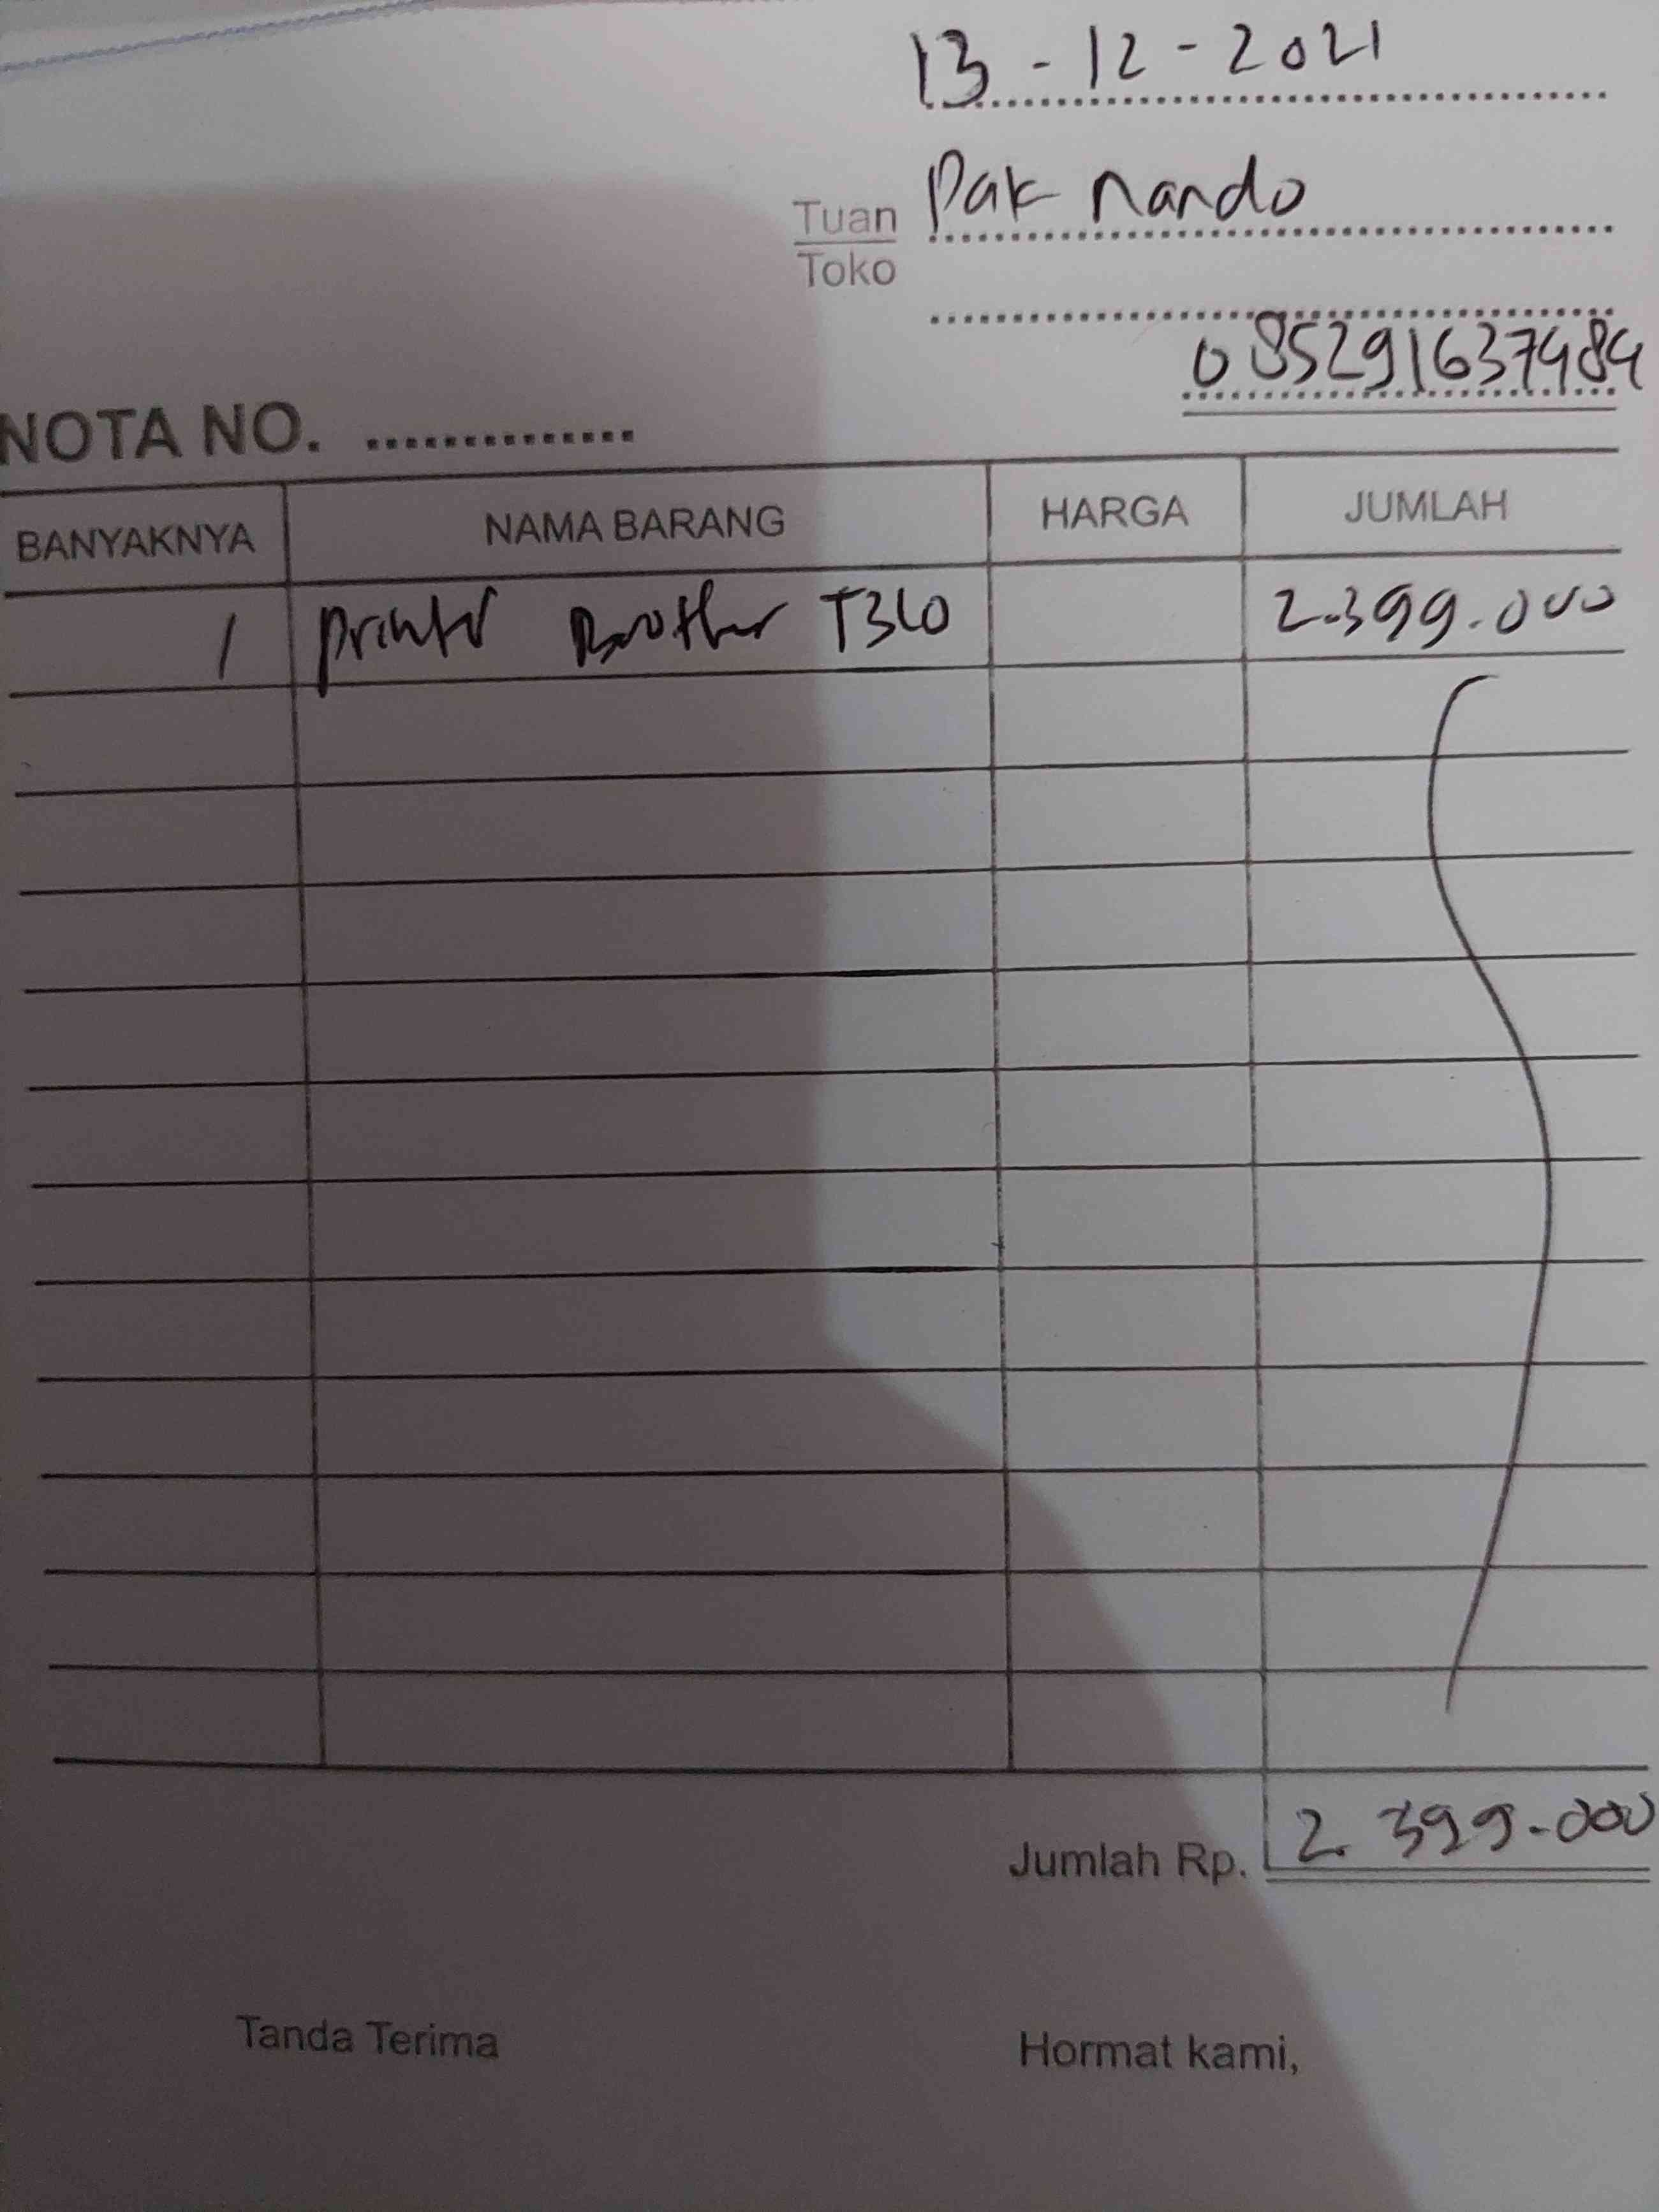 13 - 12 - 2021
Tuan Pak Nando
Toko
085291637484
NOTA NO. ..............
BANYAKNYA NAMA BARANG HARGA JUMLAH
1 Printer Brother T310 2.399.000
Jumlah Rp. 2.399.000
Tanda Terima Hormat kami,